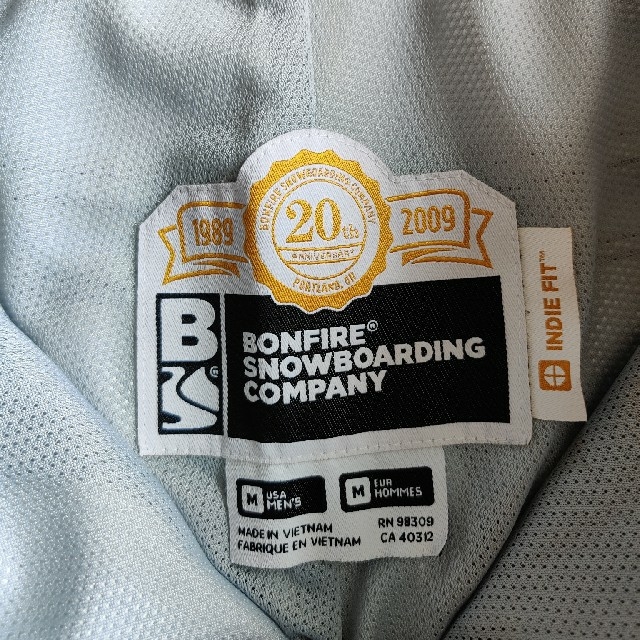 BONFIRE SNOWBOARDING COMPANY
1989
20th
2009
ANNIVERSARY
PORTLAND, OR
B
BONFIRE®
SNOWBOARDING
COMPANY
®
INDIE FIT™
M USA MEN'S
M EUR HOMMES
MADE IN VIETNAM RN 98309
FABRIQUE EN VIETNAM CA 40312